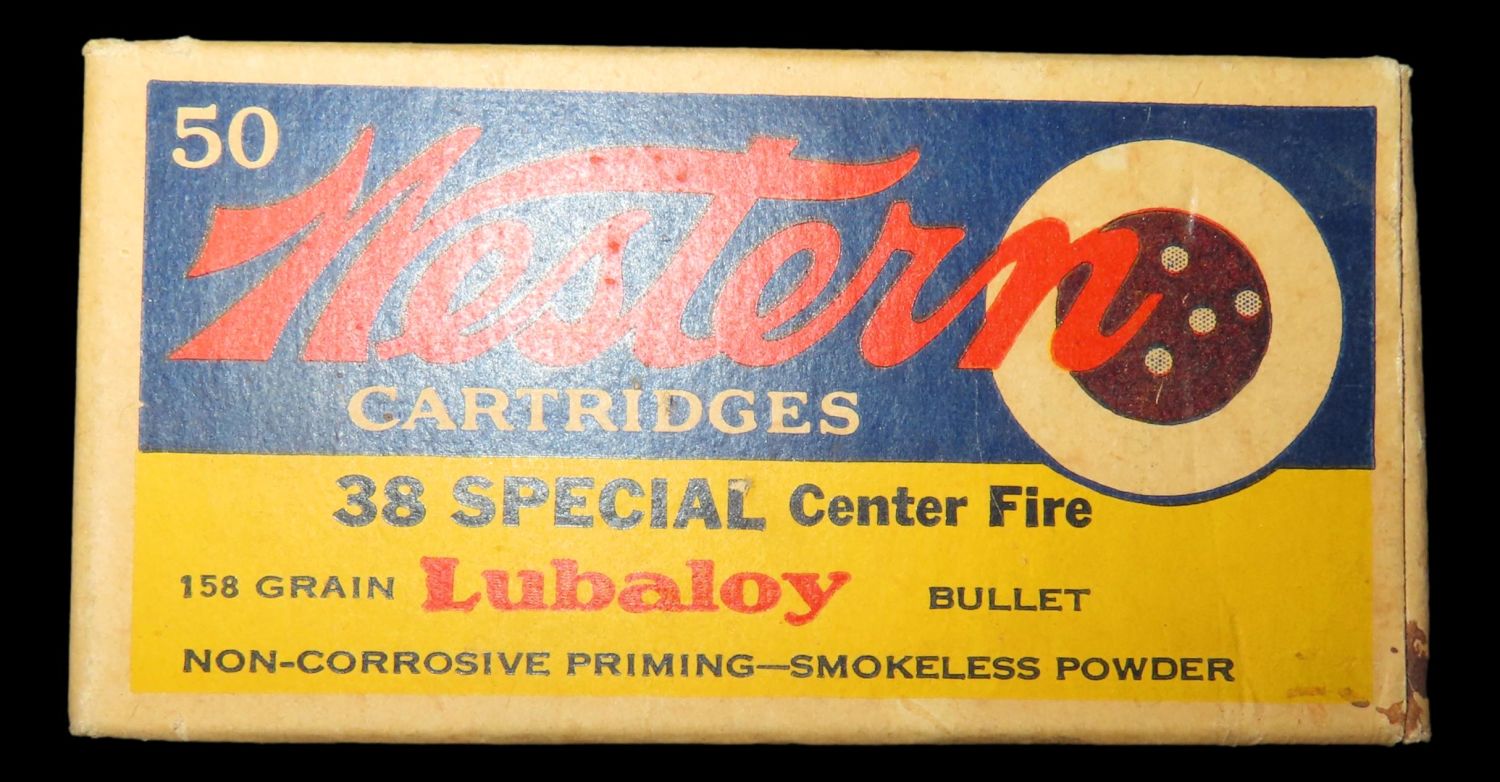 50
Western
CARTRIDGES
38 SPECIAL Center Fire
158 GRAIN Lubaloy BULLET
NON-CORROSIVE PRIMING—SMOKELESS POWDER